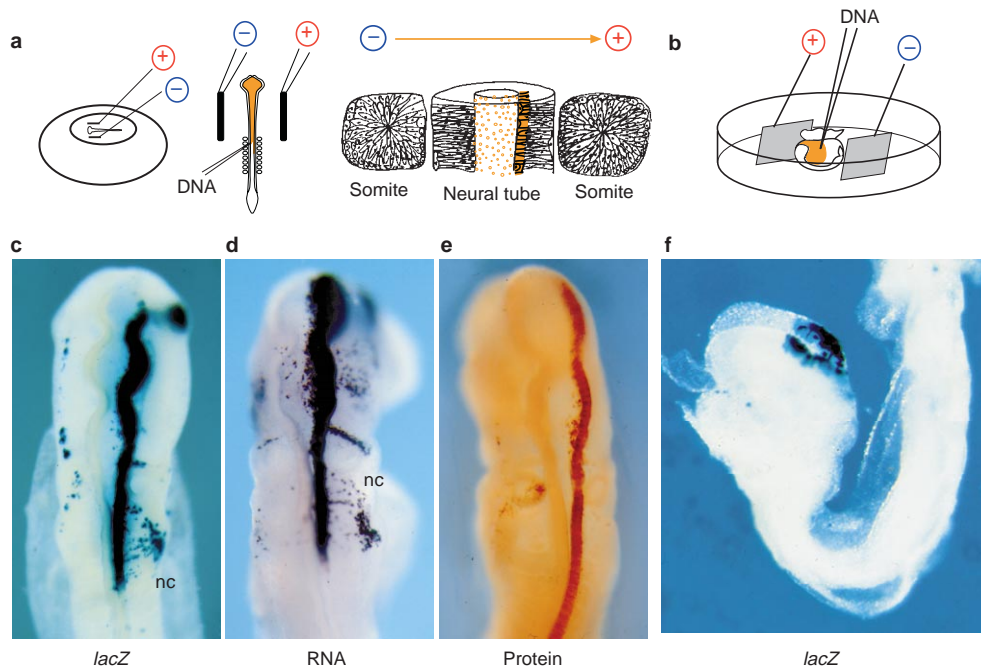 a
+
−
−
+
DNA
−
+
Somite
Neural tube
Somite
b
DNA
+
−
c
d
e
f
nc
nc
lacZ
RNA
Protein
lacZ